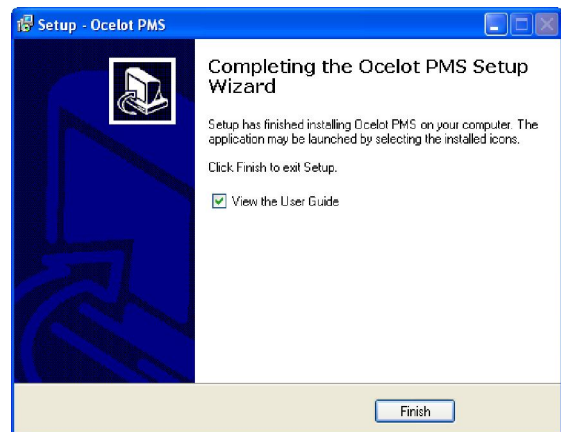 Setup - Ocelot PMS
Completing the Ocelot PMS Setup
Wizard
Setup has finished installing Ocelot PMS on your computer. The
application may be launched by selecting the installed icons.
Click Finish to exit Setup.
View the User Guide
Finish